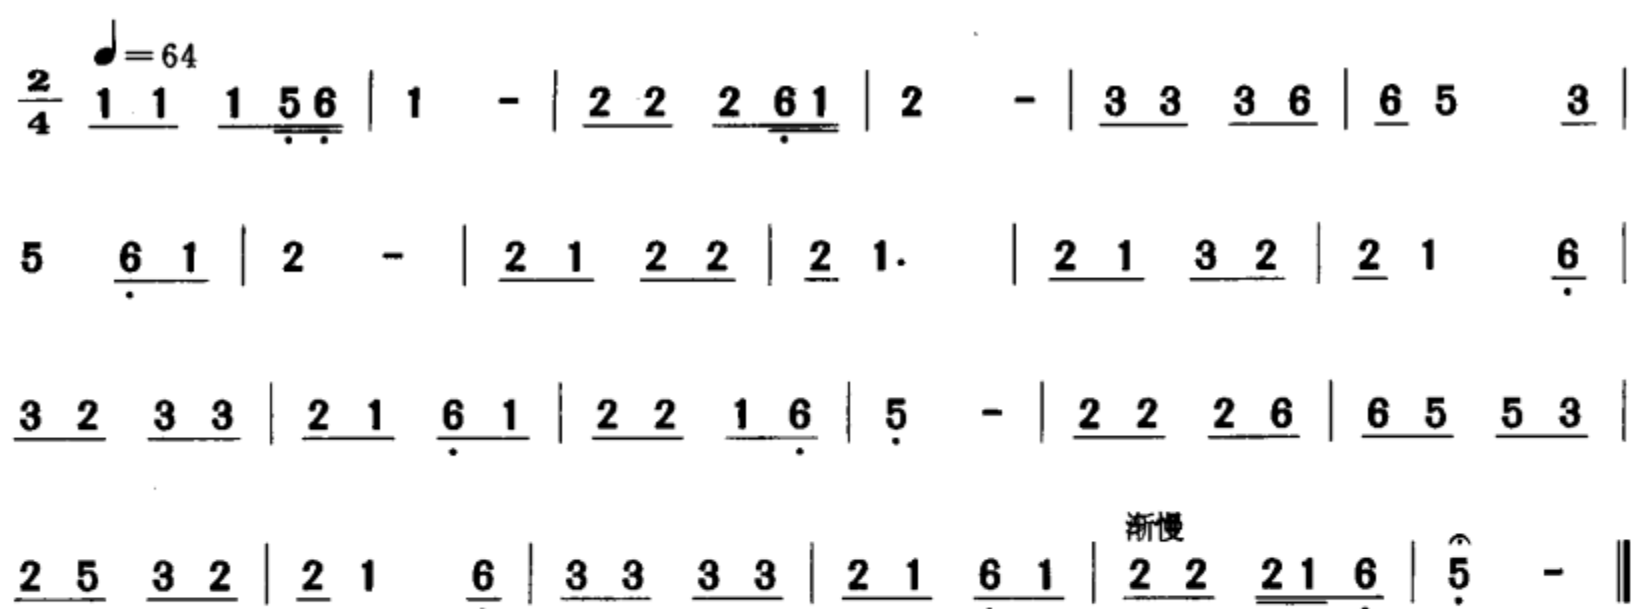 ♩=64
2/4 1 1 1 5 6 | 1 - | 2 2 2 6 1 | 2 - | 3 3 3 6 | 6 5 3 |
5 6 1 | 2 - | 2 1 2 2 | 2 1. | 2 1 3 2 | 2 1 6 |
3 2 3 3 | 2 1 6 1 | 2 2 1 6 | 5 - | 2 2 2 6 | 6 5 5 3 |
渐慢
2 5 3 2 | 2 1 6 | 3 3 3 3 | 2 1 6 1 | 2 2 2 1 6 | 5 - ‖